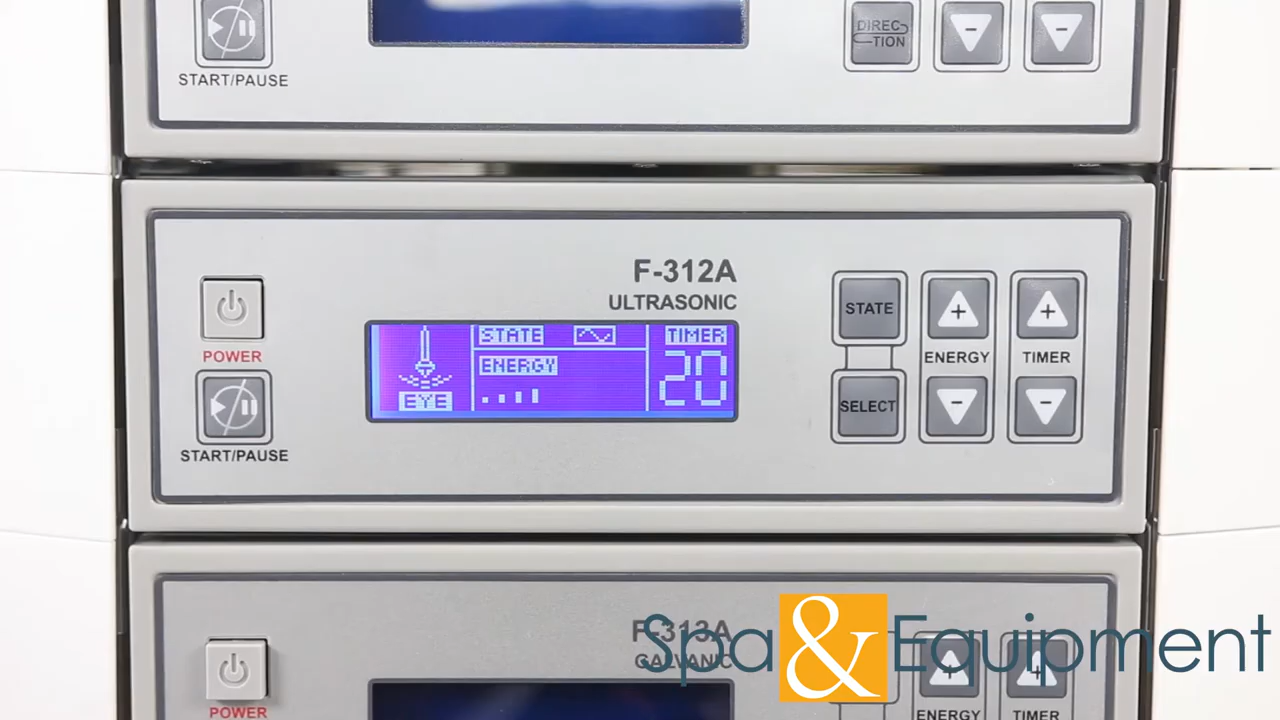 START/PAUSE
DIREC
TION
F-312A
ULTRASONIC
POWER
START/PAUSE
STATE
TIMER
ENERGY
20
EYE
STATE
SELECT
ENERGY
TIMER
F-313A
GALVANIC
POWER
ENERGY
TIMER
Spa & Equipment